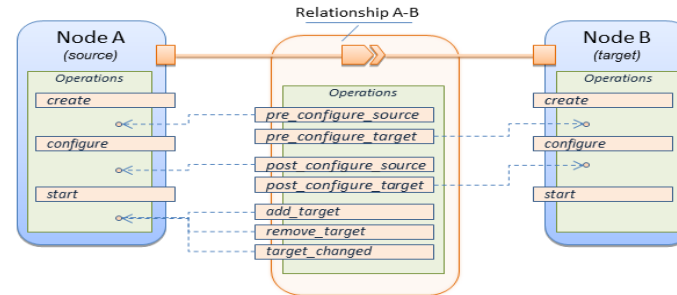 Relationship A-B
Node A
(source)
Operations
create
configure
start
Operations
pre_configure_source
pre_configure_target
post_configure_source
post_configure_target
add_target
remove_target
target_changed
Node B
(target)
Operations
create
configure
start